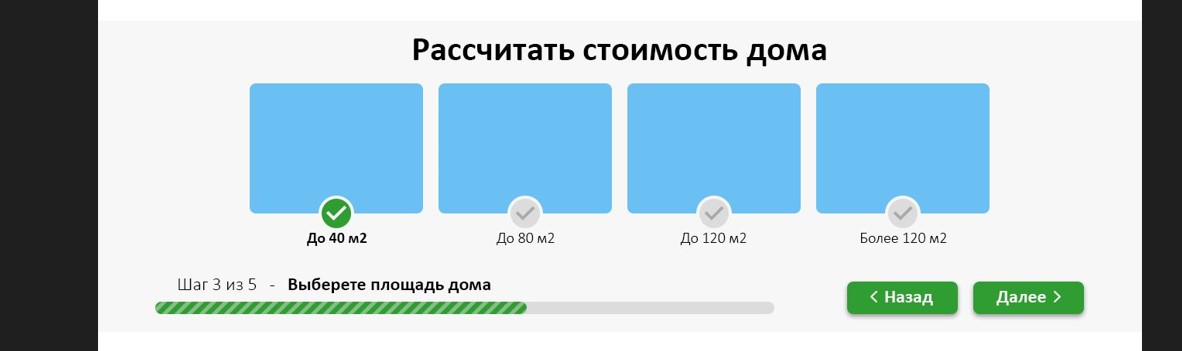 Рассчитать стоимость дома
До 40 м2
До 80 м2
До 120 м2
Более 120 м2
Шаг 3 из 5 - Выберете площадь дома
Назад
Далее